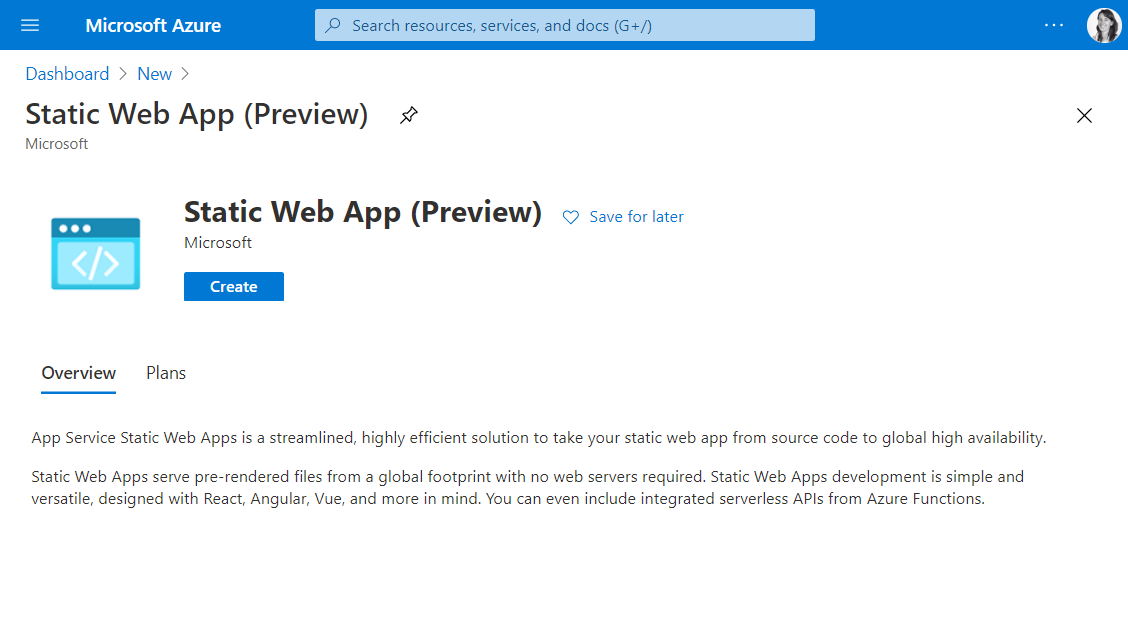 Microsoft Azure
Search resources, services, and docs (G+/)
Dashboard > New >
Static Web App (Preview)
Microsoft
Static Web App (Preview)
Save for later
Microsoft
Create
Overview
Plans
App Service Static Web Apps is a streamlined, highly efficient solution to take your static web app from source code to global high availability.
Static Web Apps serve pre-rendered files from a global footprint with no web servers required. Static Web Apps development is simple and
versatile, designed with React, Angular, Vue, and more in mind. You can even include integrated serverless APIs from Azure Functions.